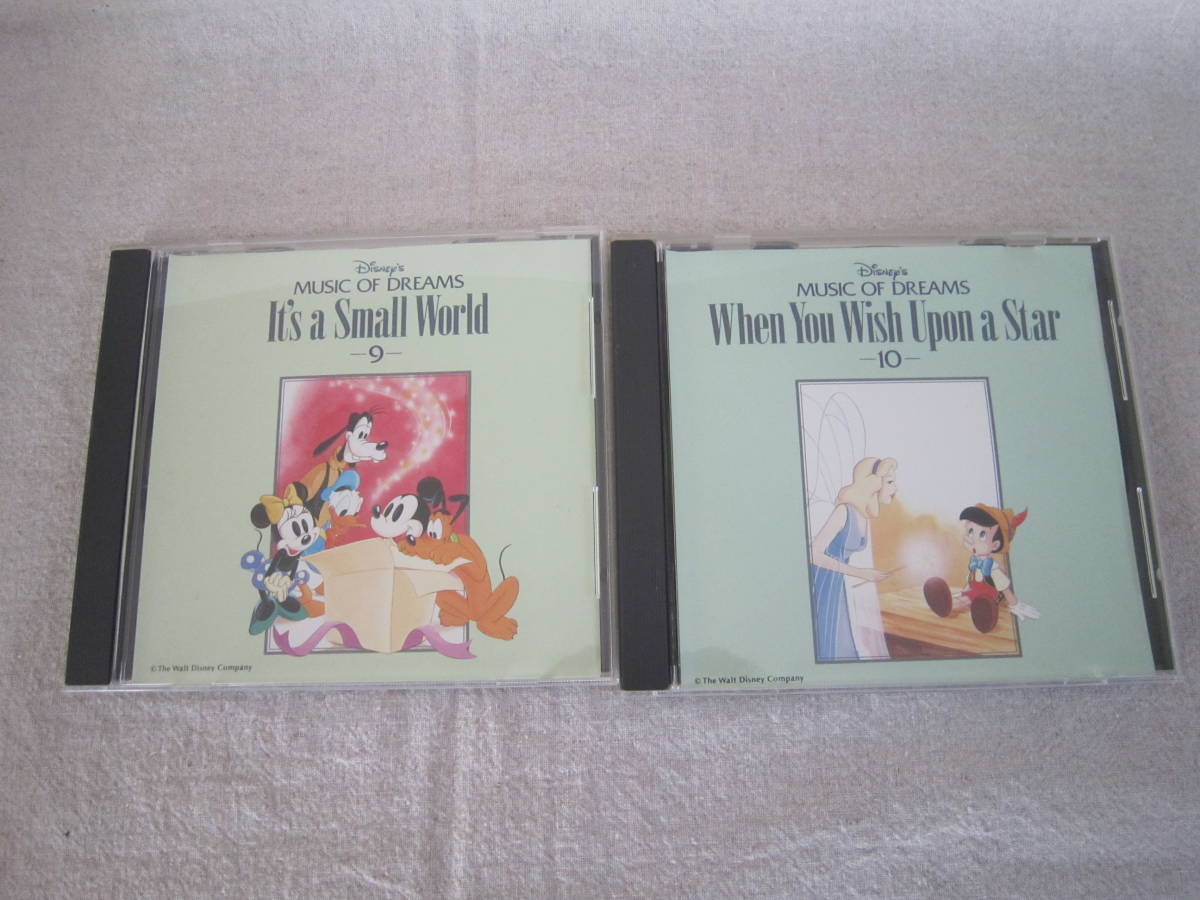 Disney's
MUSIC OF DREAMS
It's a Small World
—9—
© The Walt Disney Company
Disney's
MUSIC OF DREAMS
When You Wish Upon a Star
—10—
© The Walt Disney Company